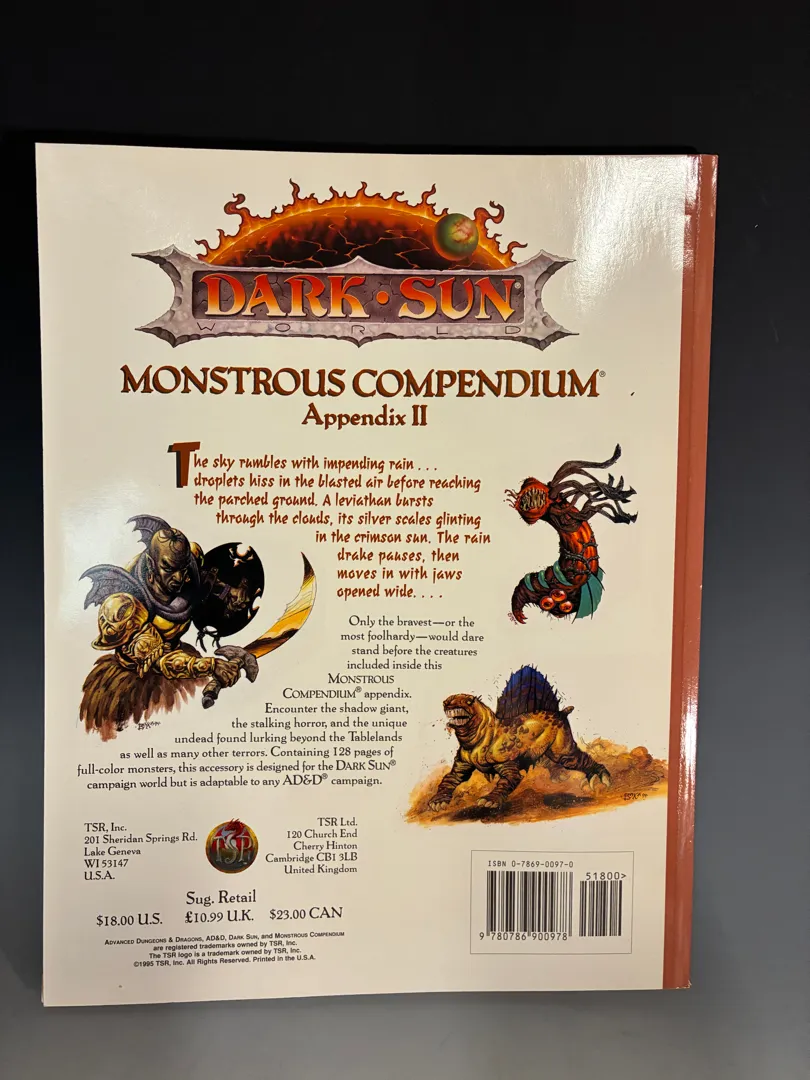 DARK·SUN®
WORLD
MONSTROUS COMPENDIUM®
Appendix II
The sky rumbles with impending rain . . .
droplets hiss in the blasted air before reaching
the parched ground. A leviathan bursts
through the clouds, its silver scales glinting
in the crimson sun. The rain
drake pauses, then
moves in with jaws
opened wide. . . .
Only the bravest—or the
most foolhardy—would dare
stand before the creatures
included inside this
MONSTROUS
COMPENDIUM® appendix.
Encounter the shadow giant,
the stalking horror, and the unique
undead found lurking beyond the Tablelands
as well as many other terrors. Containing 128 pages of
full-color monsters, this accessory is designed for the DARK SUN®
campaign world but is adaptable to any AD&D® campaign.
TSR, Inc.
201 Sheridan Springs Rd.
Lake Geneva
WI 53147
U.S.A.
TSR
TSR Ltd.
120 Church End
Cherry Hinton
Cambridge CB1 3LB
United Kingdom
Sug. Retail
$18.00 U.S. £10.99 U.K. $23.00 CAN
ADVANCED DUNGEONS & DRAGONS, AD&D, DARK SUN, and MONSTROUS COMPENDIUM
are registered trademarks owned by TSR, Inc.
The TSR logo is a trademark owned by TSR, Inc.
©1995 TSR, Inc. All Rights Reserved. Printed in the U.S.A.
ISBN 0-7869-0097-0
51800>
9 780786 900978